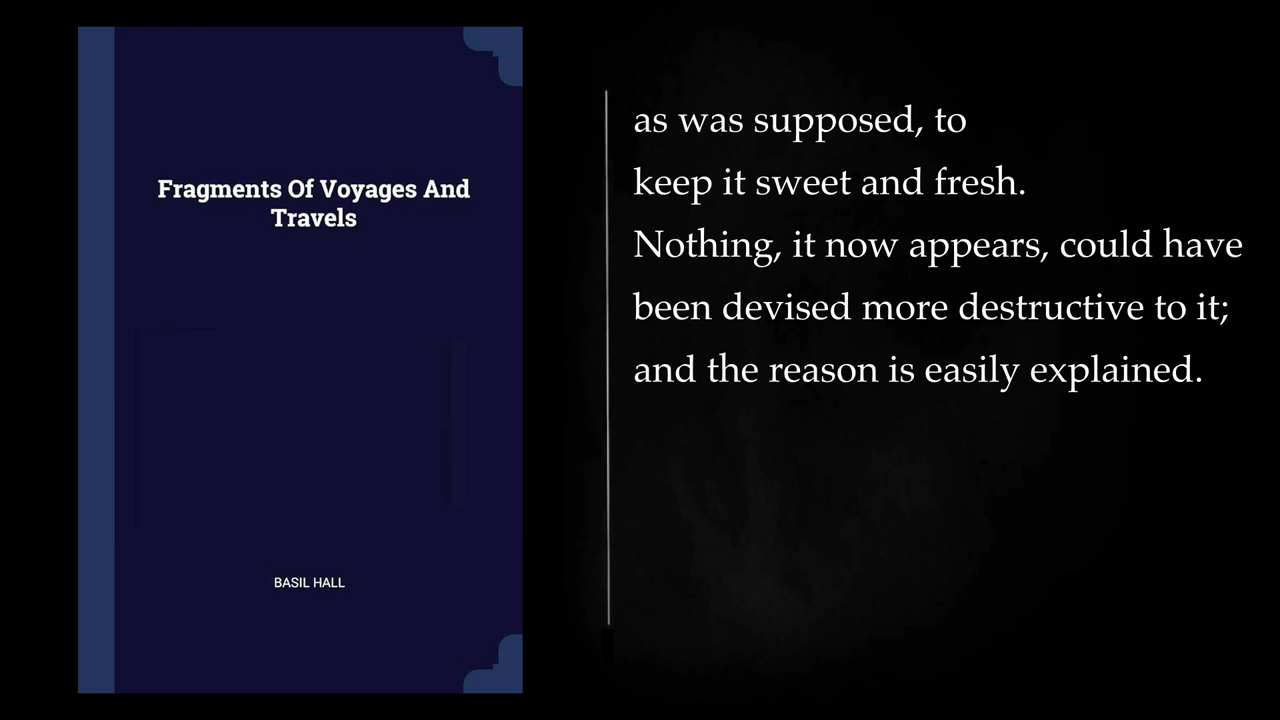 Fragments Of Voyages And
Travels
BASIL HALL
as was supposed, to
keep it sweet and fresh.
Nothing, it now appears, could have
been devised more destructive to it;
and the reason is easily explained.